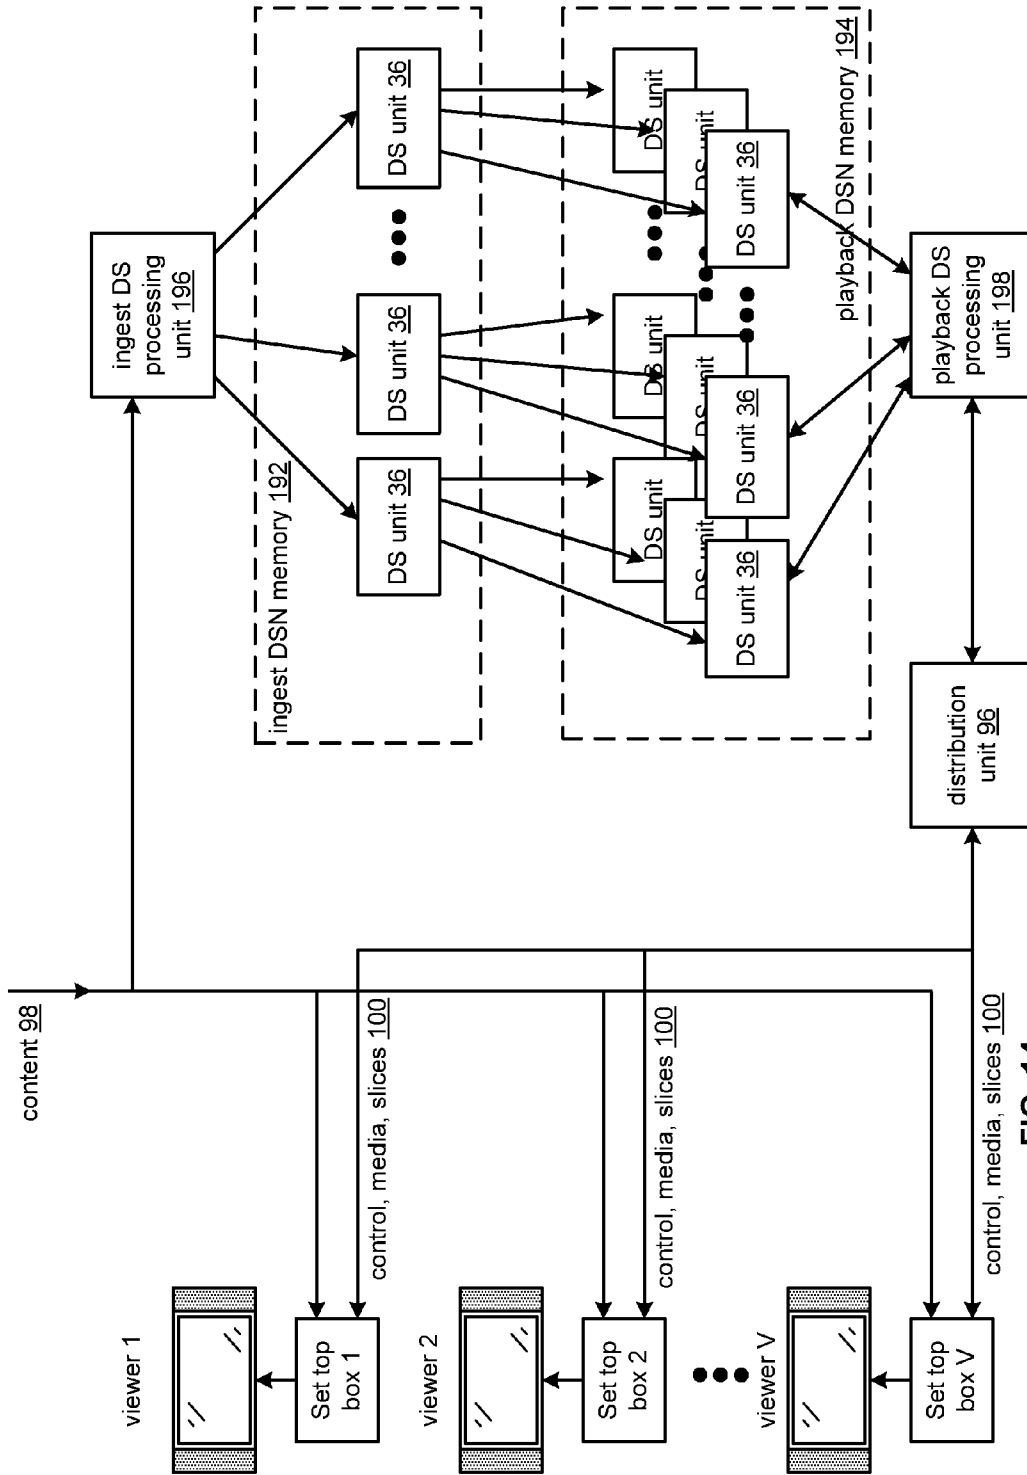 viewer V
viewer 2
viewer 1
Set top
box V
Set top
box 2
Set top
box 1
control, media, slices 100
control, media, slices 100
control, media, slices 100
content 98
distribution
unit 96
ingest DSN memory 192
DS unit 36
DS unit 36
DS unit 36
ingest DS
processing
unit 196
DS unit
DS unit
DS unit 36
DS unit
DS unit
DS unit 36
DS unit
DS unit
DS unit 36
playback DSN memory 194
playback DS
processing
unit 198
FIG.